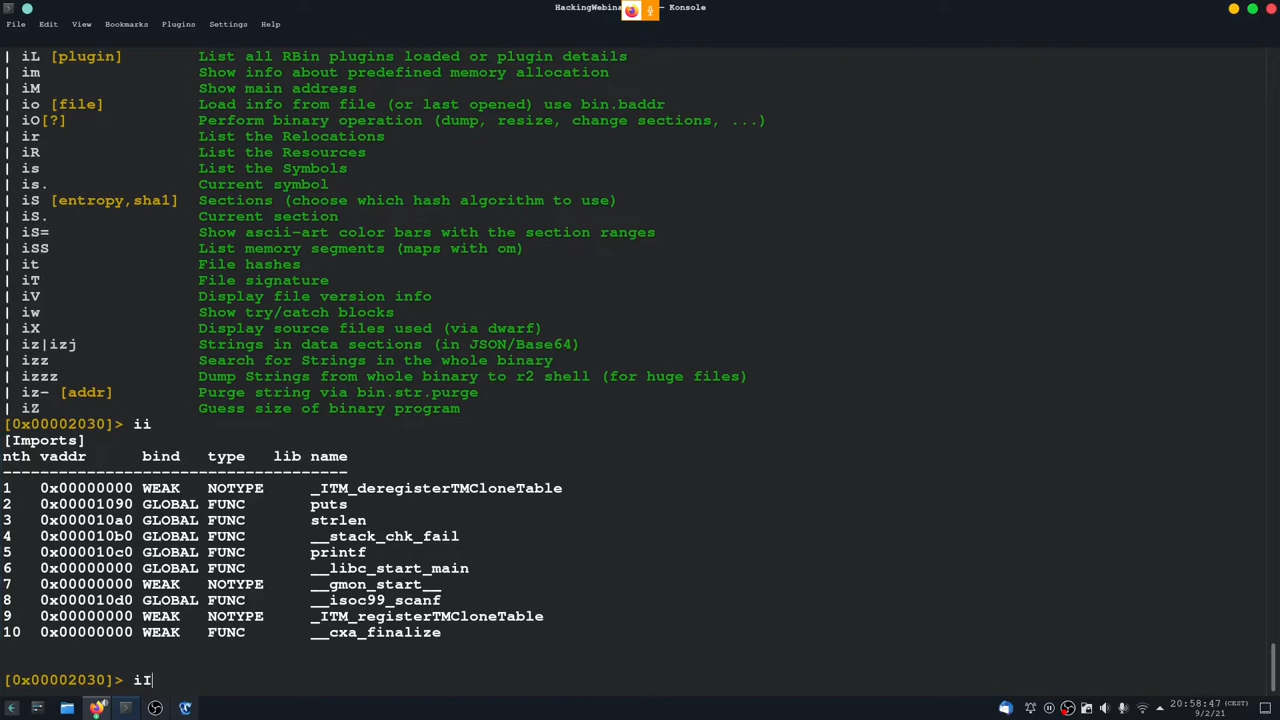 HackingWebina — Konsole
File Edit View Bookmarks Plugins Settings Help
| iL [plugin] List all RBin plugins loaded or plugin details
| im Show info about predefined memory allocation
| iM Show main address
| io [file] Load info from file (or last opened) use bin.baddr
| iO[?] Perform binary operation (dump, resize, change sections, ...)
| ir List the Relocations
| iR List the Resources
| is List the Symbols
| is. Current symbol
| iS [entropy,sha1] Sections (choose which hash algorithm to use)
| iS. Current section
| iS= Show ascii-art color bars with the section ranges
| iSS List memory segments (maps with om)
| it File hashes
| iT File signature
| iV Display file version info
| iw Show try/catch blocks
| iX Display source files used (via dwarf)
| iz|izj Strings in data sections (in JSON/Base64)
| izz Search for Strings in the whole binary
| izzz Dump Strings from whole binary to r2 shell (for huge files)
| iz- [addr] Purge string via bin.str.purge
| iZ Guess size of binary program
[0x00002030]> ii
[Imports]
nth vaddr bind type lib name
―――――――――――――――――――――――――――――――――――――
1 0x00000000 WEAK NOTYPE _ITM_deregisterTMCloneTable
2 0x00001090 GLOBAL FUNC puts
3 0x000010a0 GLOBAL FUNC strlen
4 0x000010b0 GLOBAL FUNC __stack_chk_fail
5 0x000010c0 GLOBAL FUNC printf
6 0x00000000 GLOBAL FUNC __libc_start_main
7 0x00000000 WEAK NOTYPE __gmon_start__
8 0x000010d0 GLOBAL FUNC __isoc99_scanf
9 0x00000000 WEAK NOTYPE _ITM_registerTMCloneTable
10 0x00000000 WEAK FUNC __cxa_finalize
[0x00002030]> iI
20:58:47 (CEST)
9/2/21